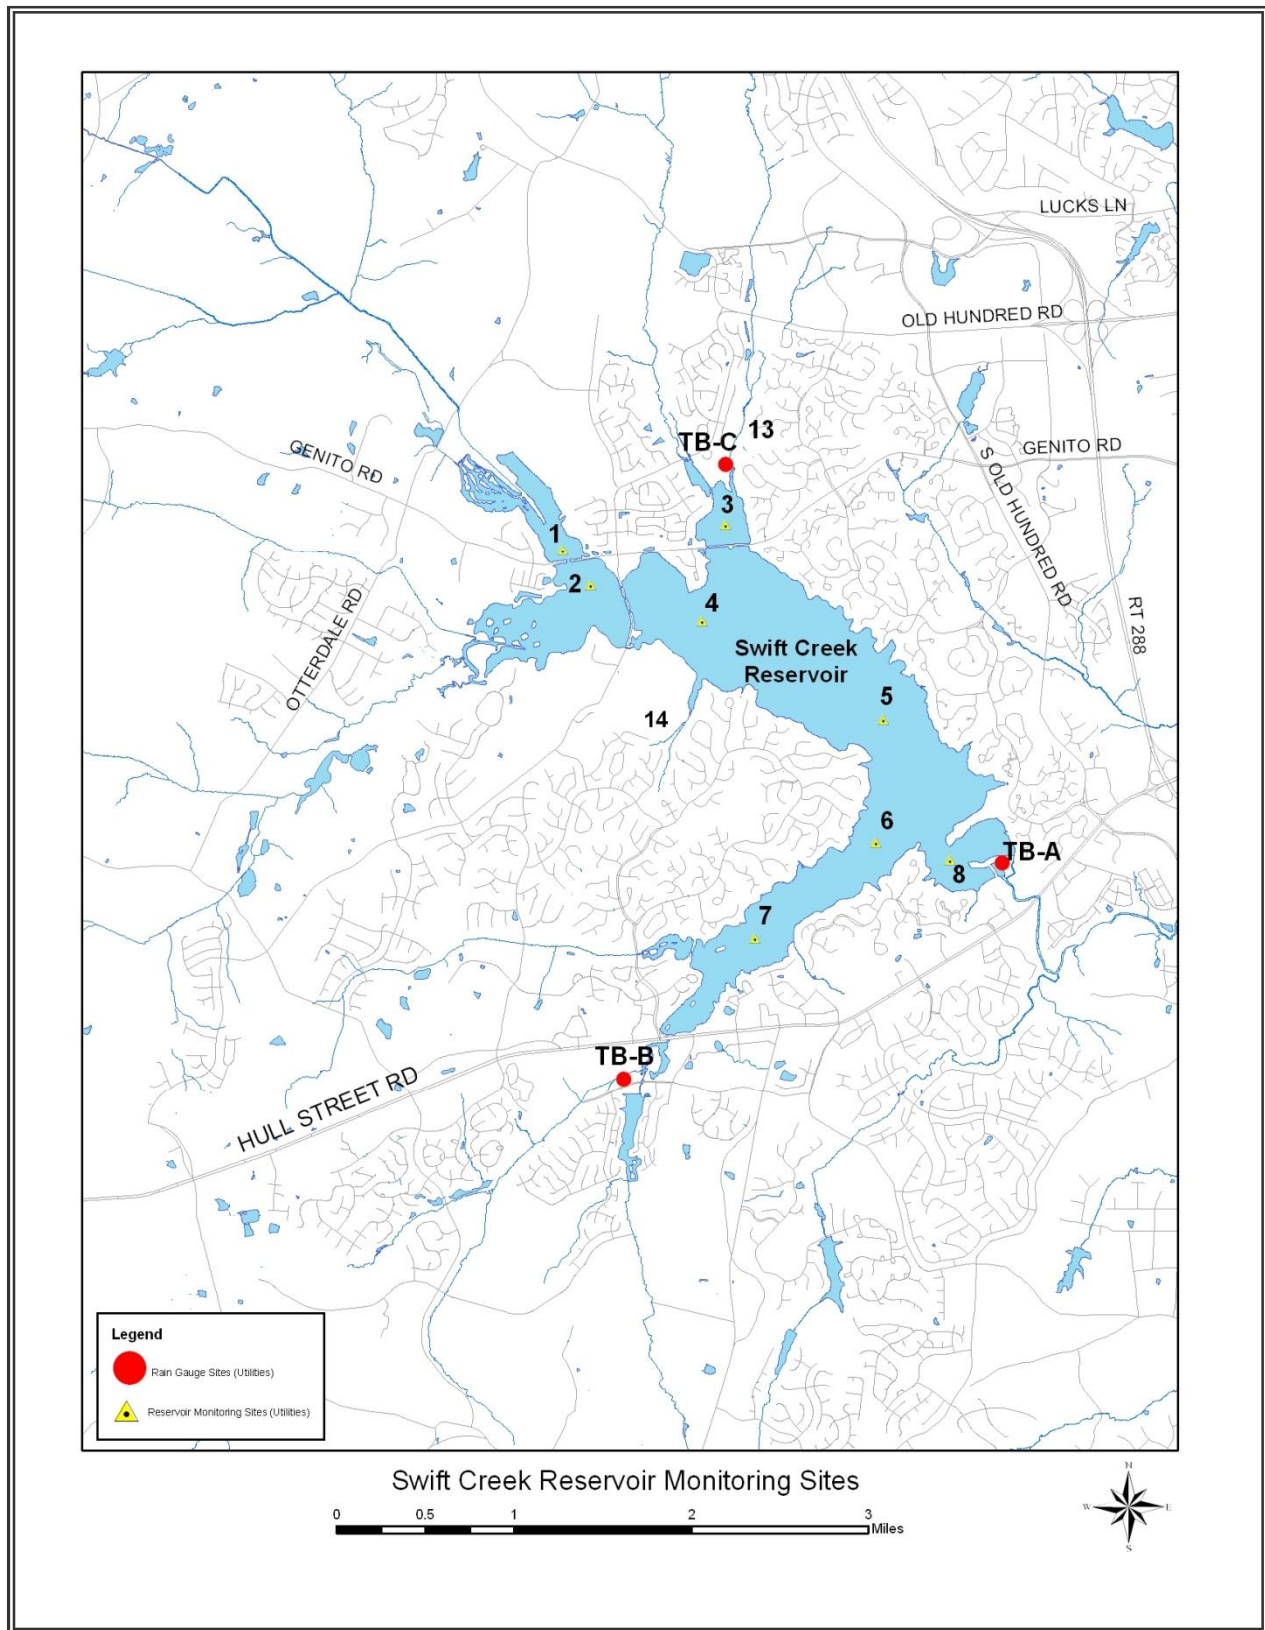 LUCKS LN
OLD HUNDRED RD
GENITO RD
TB-C
13
GENITO RD
S OLD HUNDRED RD
3
1
2
4
OTTERDALE RD
RT 288
Swift Creek
Reservoir
5
14
6
TB-A
8
7
TB-B
HULL STREET RD
Legend
Rain Gauge Sites (Utilities)
Reservoir Monitoring Sites (Utilities)
Swift Creek Reservoir Monitoring Sites
0 0.5 1 2 3
Miles
N
W E
S